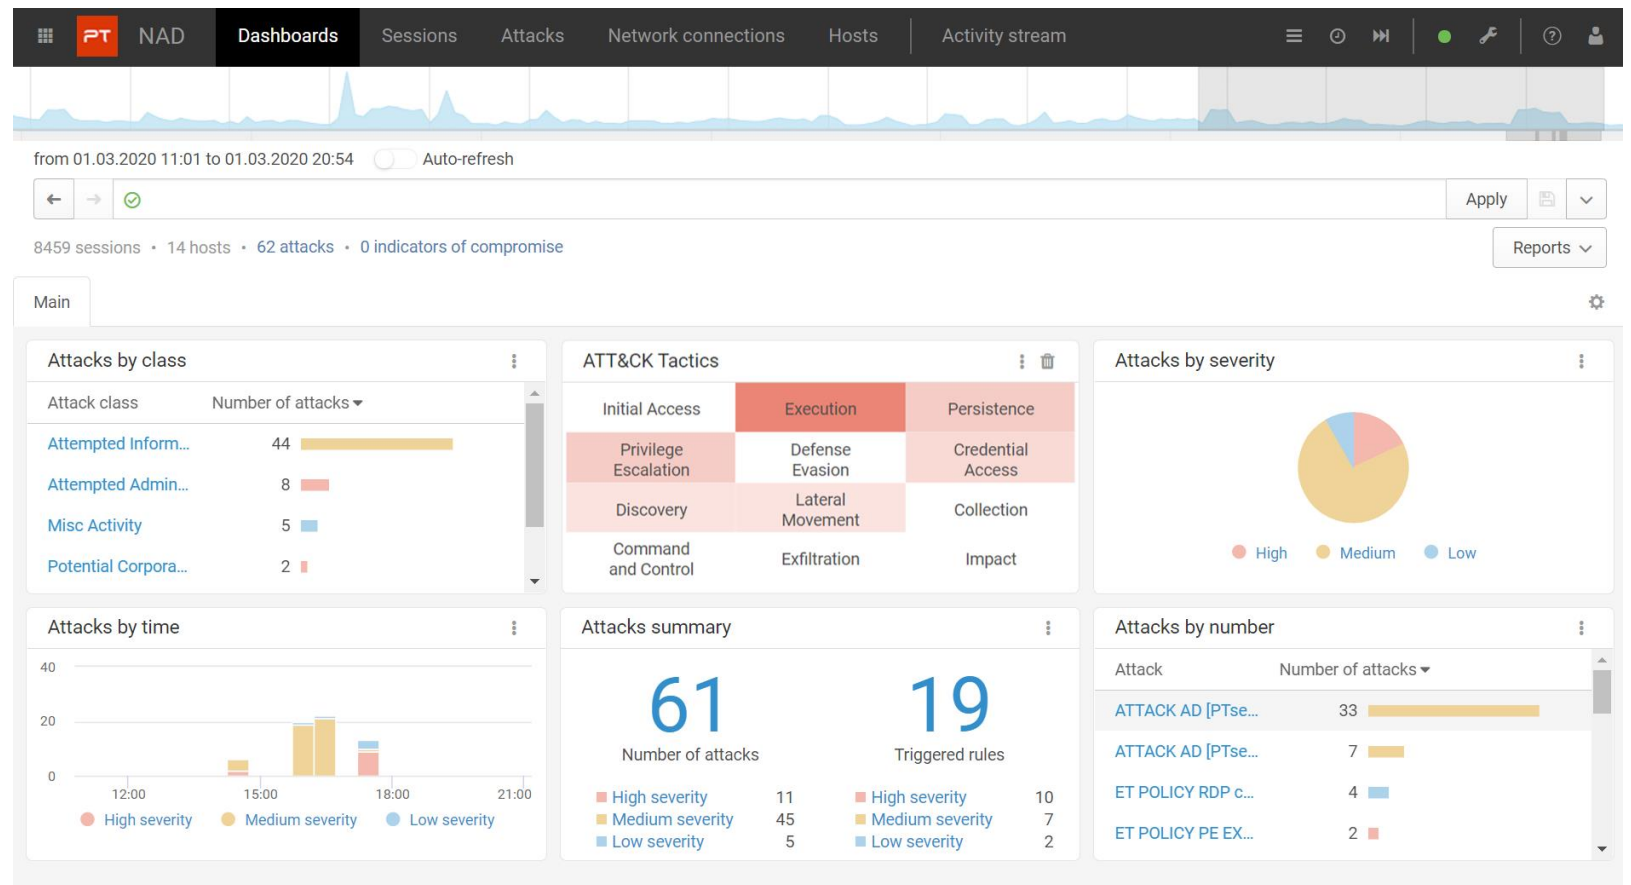 PT NAD Dashboards Sessions Attacks Network connections Hosts Activity stream
from 01.03.2020 11:01 to 01.03.2020 20:54 Auto-refresh
Apply
8459 sessions • 14 hosts • 62 attacks • 0 indicators of compromise
Reports
Main
Attacks by class
Attack class Number of attacks
Attempted Inform... 44
Attempted Admin... 8
Misc Activity 5
Potential Corpora... 2
ATT&CK Tactics
Initial Access Execution Persistence
Privilege Escalation Defense Evasion Credential Access
Discovery Lateral Movement Collection
Command and Control Exfiltration Impact
Attacks by severity
High Medium Low
Attacks by time
40
20
0
12:00 15:00 18:00 21:00
High severity Medium severity Low severity
Attacks summary
61 19
Number of attacks Triggered rules
High severity 11 High severity 10
Medium severity 45 Medium severity 7
Low severity 5 Low severity 2
Attacks by number
Attack Number of attacks
ATTACK AD [PTse... 33
ATTACK AD [PTse... 7
ET POLICY RDP c... 4
ET POLICY PE EX... 2